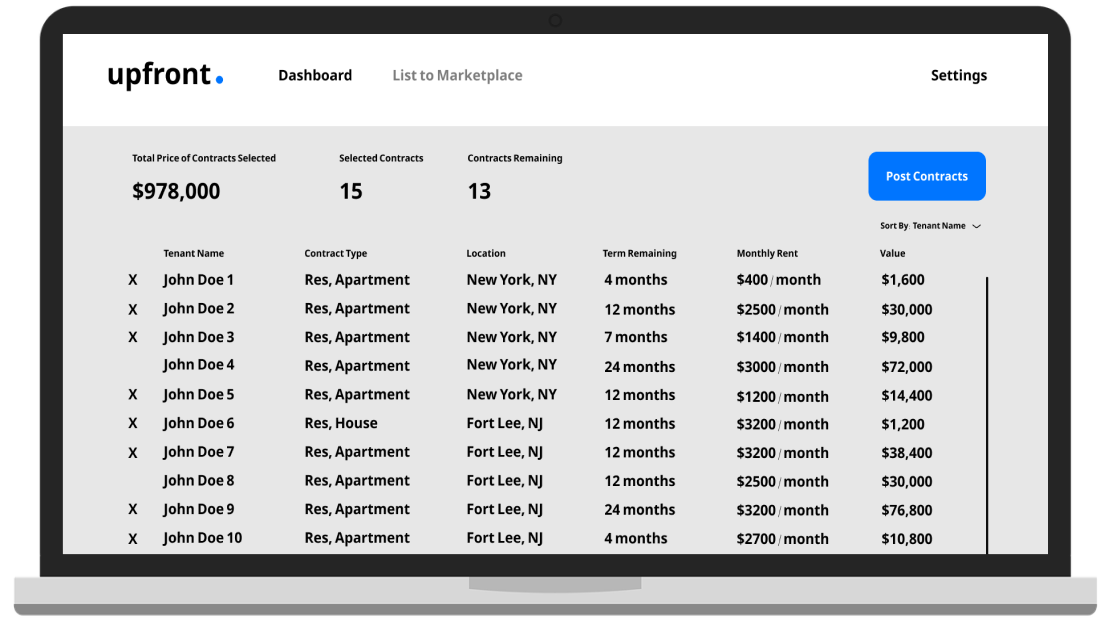 upfront. Dashboard List to Marketplace Settings
Total Price of Contracts Selected Selected Contracts Contracts Remaining
$978,000 15 13 Post Contracts
Sort By: Tenant Name
Tenant Name Contract Type Location Term Remaining Monthly Rent Value
X John Doe 1 Res, Apartment New York, NY 4 months $400/month $1,600
X John Doe 2 Res, Apartment New York, NY 12 months $2500/month $30,000
X John Doe 3 Res, Apartment New York, NY 7 months $1400/month $9,800
John Doe 4 Res, Apartment New York, NY 24 months $3000/month $72,000
X John Doe 5 Res, Apartment New York, NY 12 months $1200/month $14,400
X John Doe 6 Res, House Fort Lee, NJ 12 months $3200/month $1,200
X John Doe 7 Res, Apartment Fort Lee, NJ 12 months $3200/month $38,400
John Doe 8 Res, Apartment Fort Lee, NJ 12 months $2500/month $30,000
X John Doe 9 Res, Apartment Fort Lee, NJ 24 months $3200/month $76,800
X John Doe 10 Res, Apartment Fort Lee, NJ 4 months $2700/month $10,800